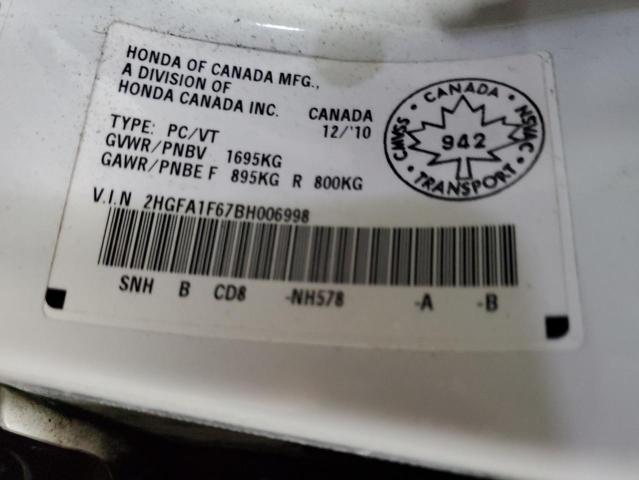 HONDA OF CANADA MFG.,
A DIVISION OF
HONDA CANADA INC. CANADA
12/'10
TYPE: PC/VT
GVWR/PNBV 1695KG
GAWR/PNBE F 895KG R 800KG
V.I.N 2HGFA1F67BH006998
SNH B CD8 -NH578 -A -B
CANADA
CMVSS 942 NSVAC
TRANSPORT